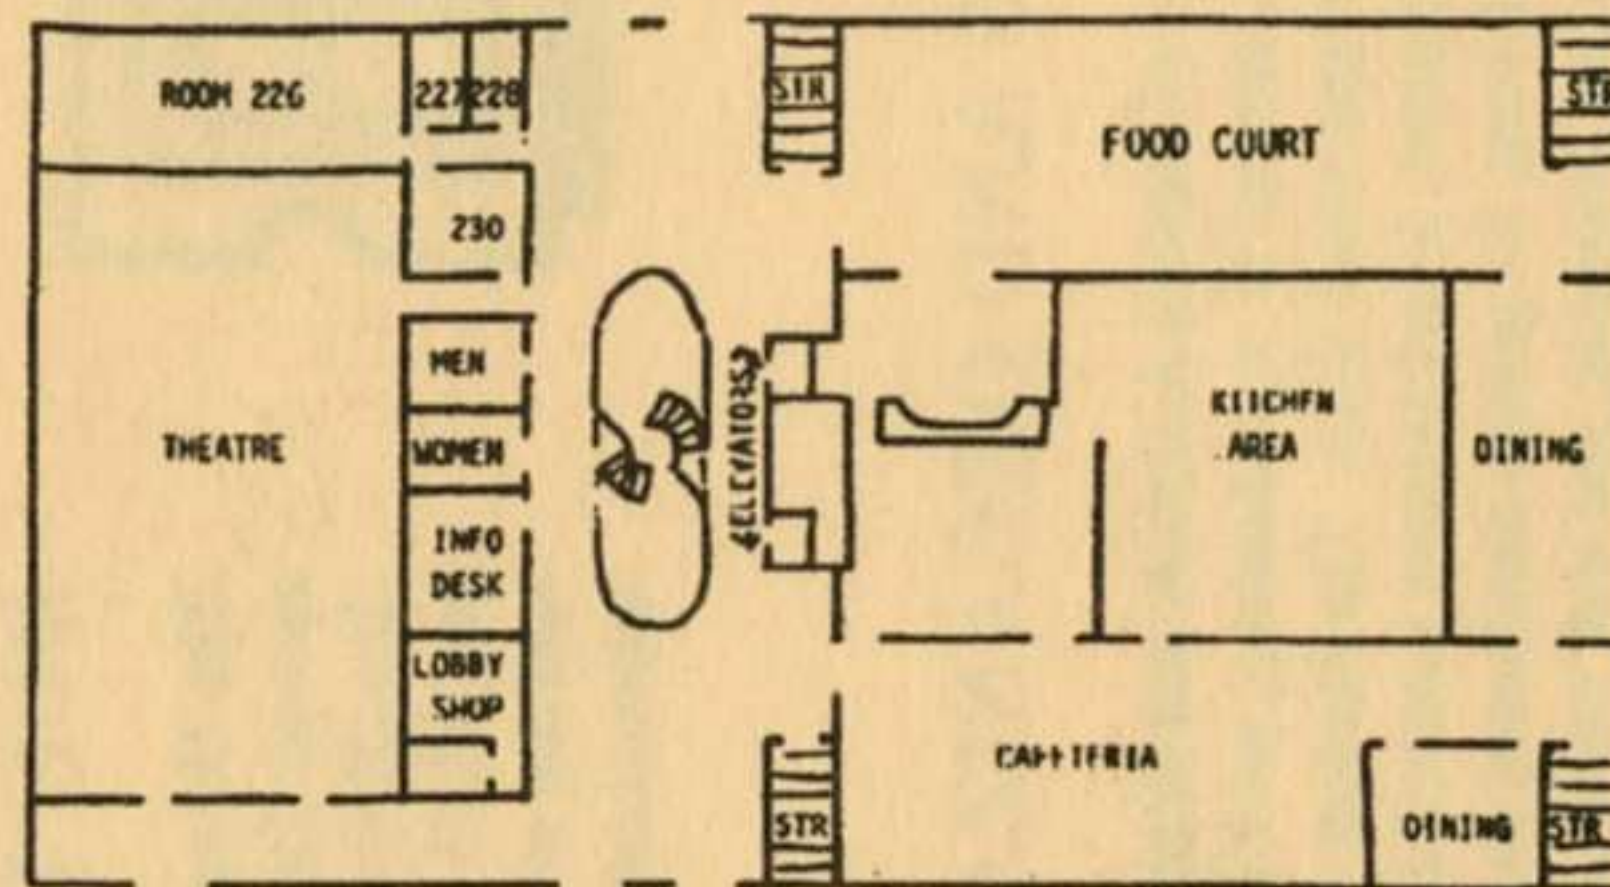 ROOM 226
227
228
STR
FOOD COURT
STR
230
MEN
WOMEN
THEATRE
ELEVATORS
KITCHEN
AREA
DINING
INFO
DESK
LOBBY
SHOP
CAFETERIA
STR
DINING
STR